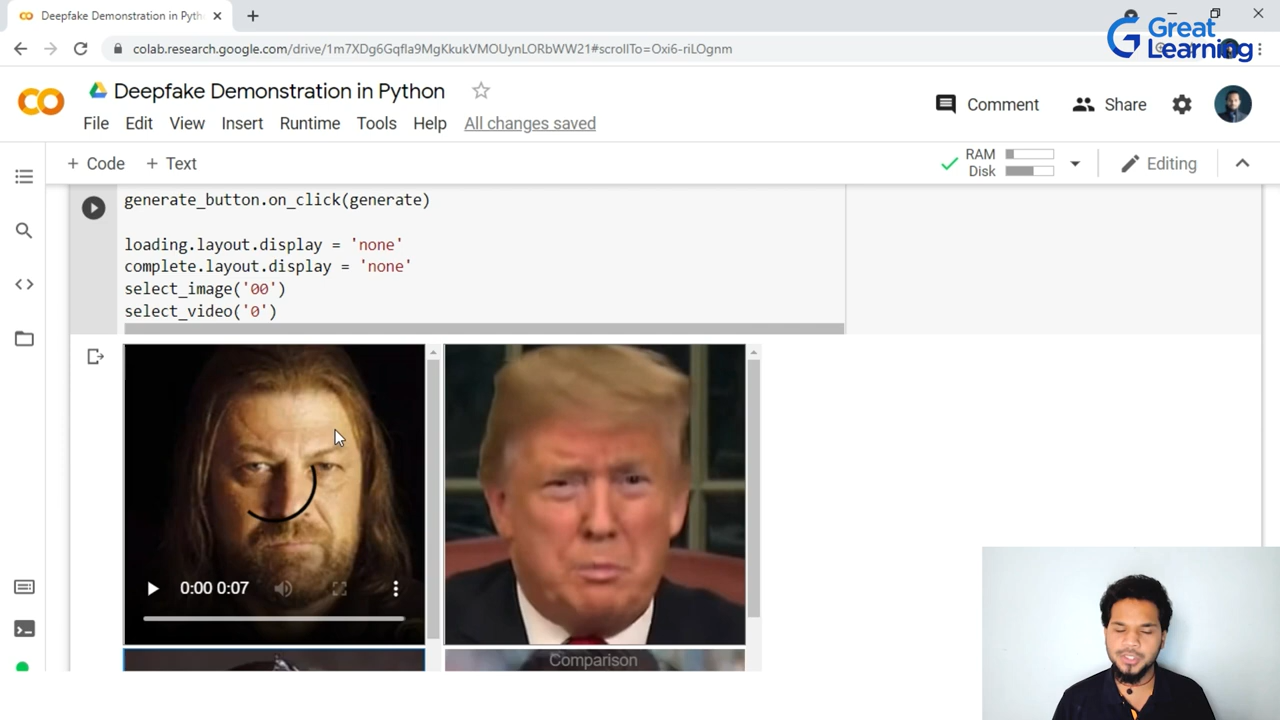 Deepfake Demonstration in Pyth
colab.research.google.com/drive/1m7XDg6Gqfla9MgKkukVMOUynLORbWW21#scrollTo=Oxi6-riLOgnm
Great
Learning
Deepfake Demonstration in Python
Comment
Share
File Edit View Insert Runtime Tools Help All changes saved
+ Code + Text
RAM
Disk
Editing
generate_button.on_click(generate)
loading.layout.display = 'none'
complete.layout.display = 'none'
select_image('00')
select_video('0')
0:00 0:07
Comparison